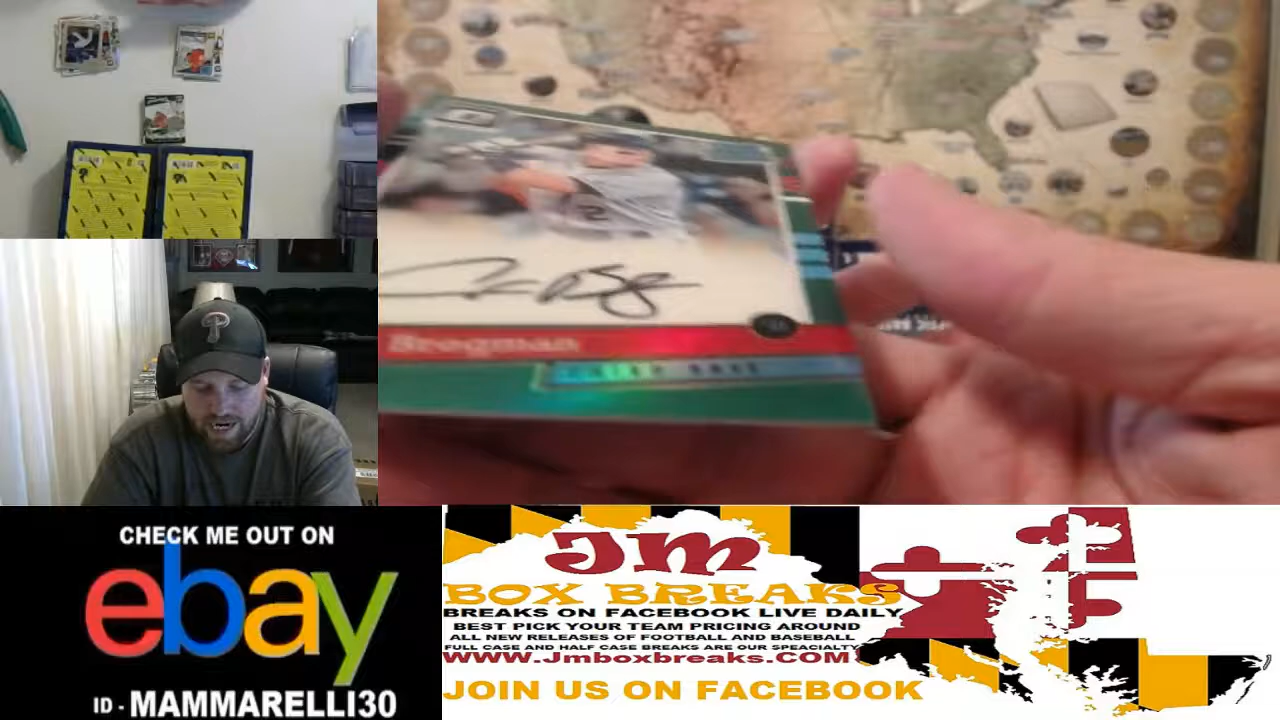 Bregman
CHECK ME OUT ON
ebay
ID - MAMMARELLI30
JM
BOX BREAKS
BREAKS ON FACEBOOK LIVE DAILY
BEST PICK YOUR TEAM PRICING AROUND
ALL NEW RELEASES OF FOOTBALL AND BASEBALL
FULL CASE AND HALF CASE BREAKS ARE OUR SPEACIALTY
WWW.Jmboxbreaks.COM
JOIN US ON FACEBOOK